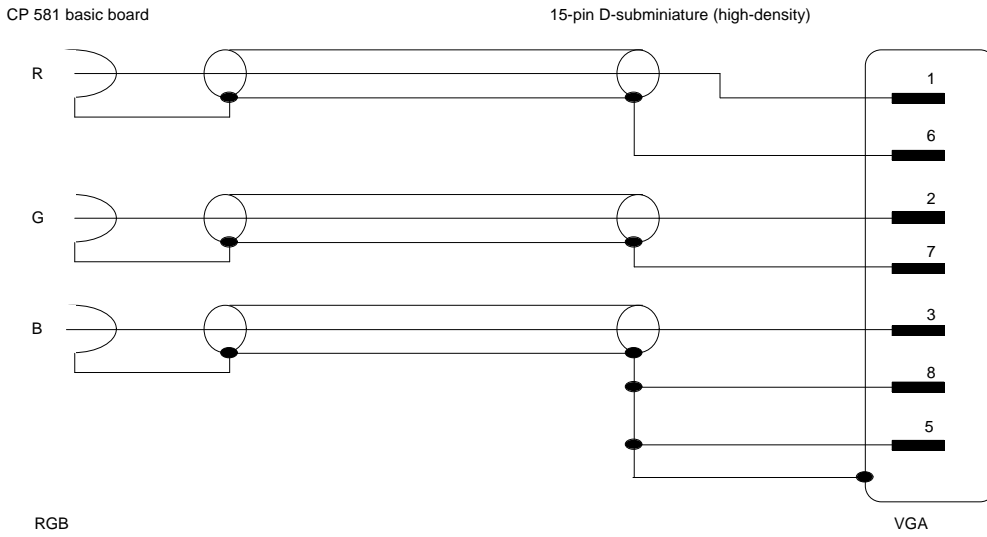 CP 581 basic board
15-pin D-subminiature (high-density)
R
1
6
G
2
7
B
3
8
5
RGB
VGA